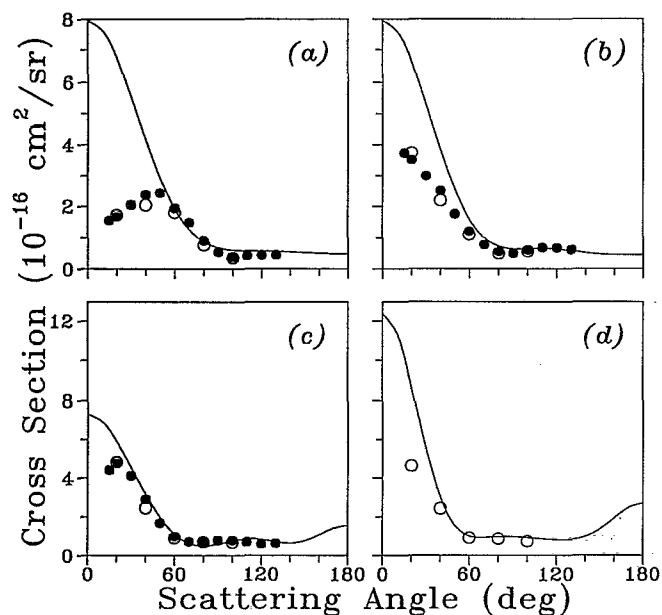 8
6
4
2
0
(a)
(b)
12
8
4
0
(c)
(d)
0 60 120 0 60 120 180
Cross Section (10⁻¹⁶ cm²/sr)
Scattering Angle (deg)